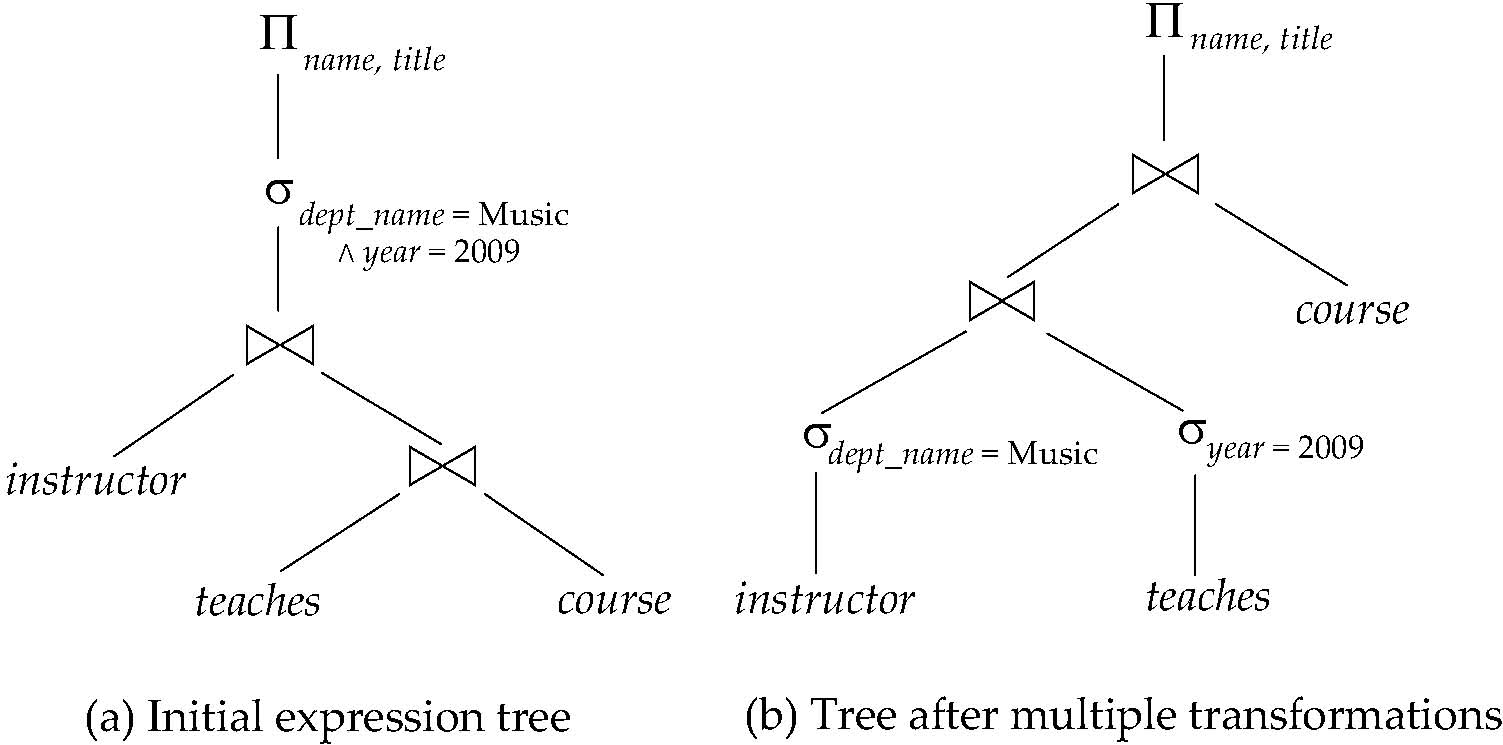 Π name, title
σ dept_name = Music
∧ year = 2009
⋈
instructor
⋈
teaches course
(a) Initial expression tree
Π name, title
⋈
course
⋈
σ dept_name = Music
σ year = 2009
instructor
teaches
(b) Tree after multiple transformations